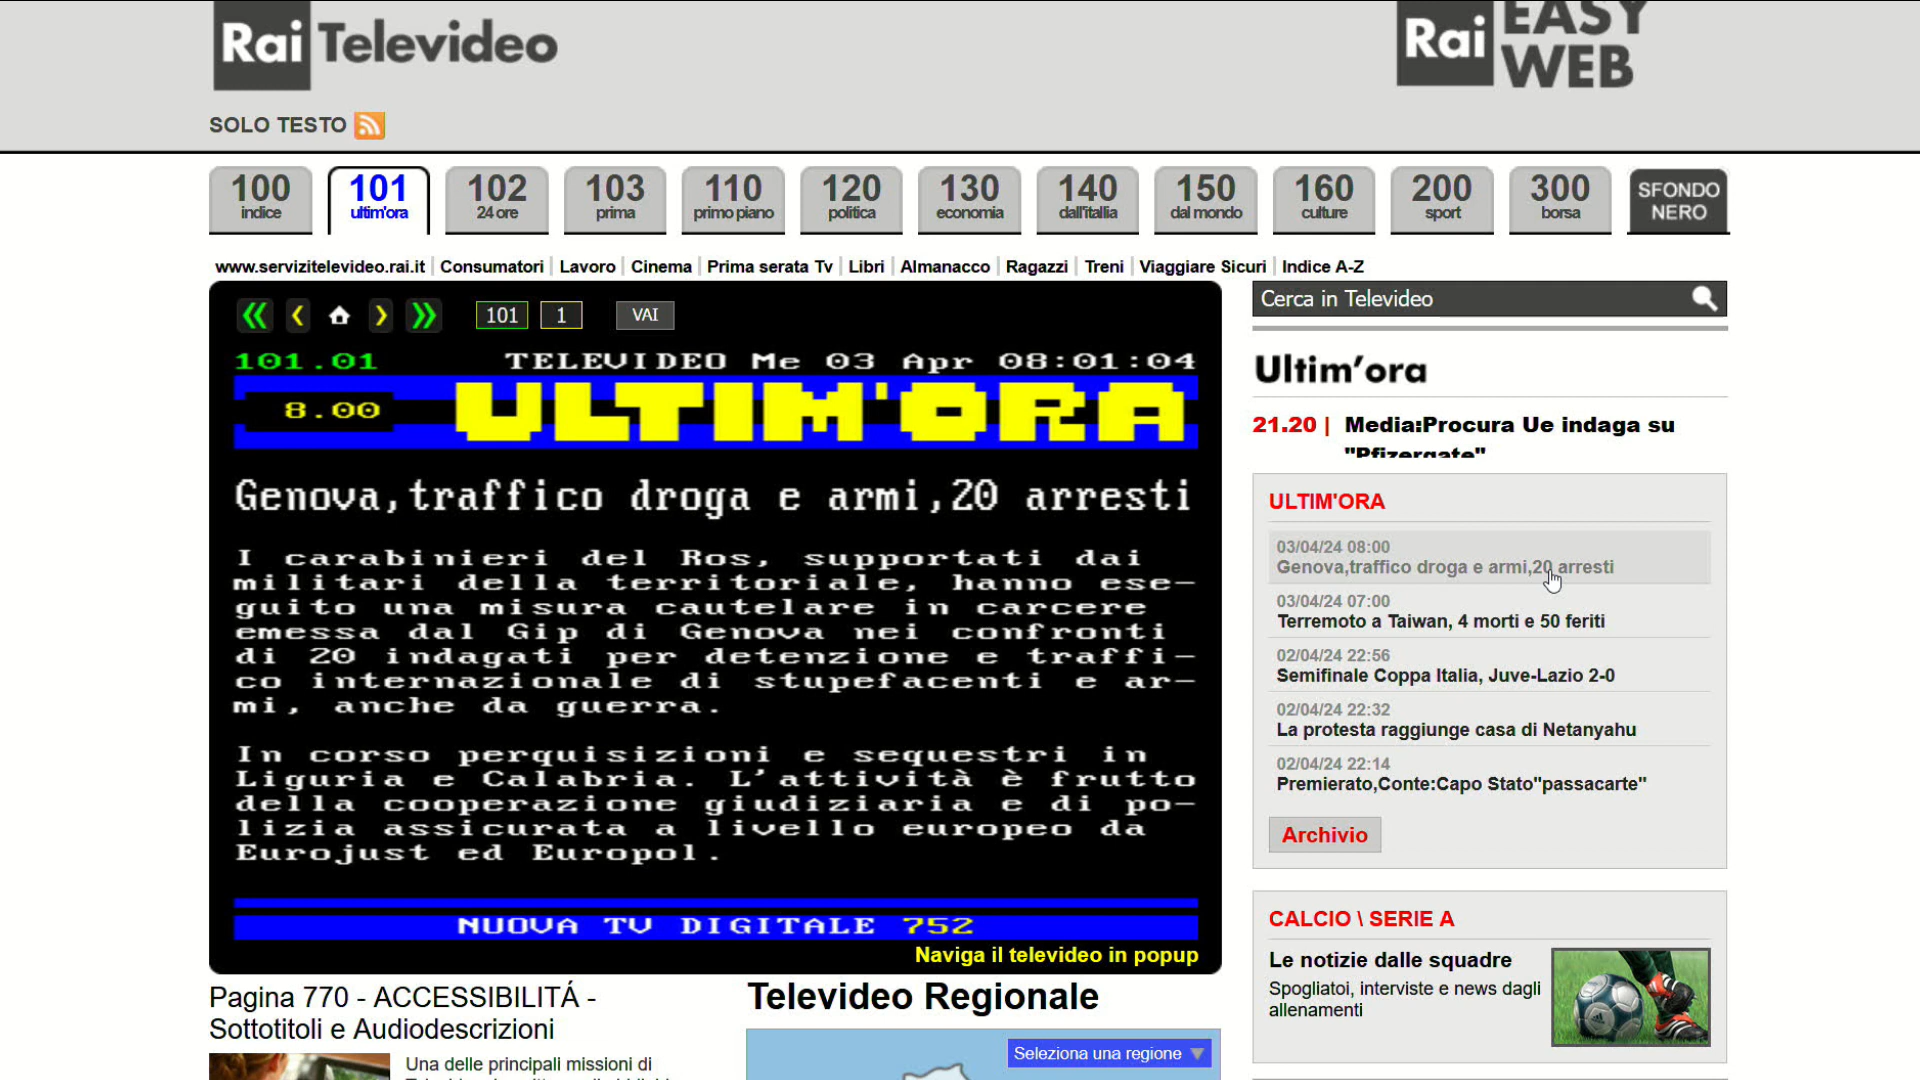 Rai Televideo
Rai EASY WEB
SOLO TESTO
100 indice
101 ultim'ora
102 24 ore
103 prima
110 primo piano
120 politica
130 economia
140 dall'itallia
150 dal mondo
160 culture
200 sport
300 borsa
SFONDO NERO
www.servizitelevideo.rai.it Consumatori Lavoro Cinema Prima serata Tv Libri Almanacco Ragazzi Treni Viaggiare Sicuri Indice A-Z
101 1 VAI
101.01 TELEVIDEO Me 03 Apr 08:01:04
8.00 ULTIM'ORA
Genova,traffico droga e armi,20 arresti
I carabinieri del Ros, supportati dai
militari della territoriale, hanno ese-
guito una misura cautelare in carcere
emessa dal Gip di Genova nei confronti
di 20 indagati per detenzione e traffi-
co internazionale di stupefacenti e ar-
mi, anche da guerra.
In corso perquisizioni e sequestri in
Liguria e Calabria. L'attività è frutto
della cooperazione giudiziaria e di po-
lizia assicurata a livello europeo da
Eurojust ed Europol.
NUOVA TV DIGITALE 752
Naviga il televideo in popup
Cerca in Televideo
Ultim'ora
21.20 | Media:Procura Ue indaga su
"Pfizergate"
ULTIM'ORA
03/04/24 08:00
Genova,traffico droga e armi,20 arresti
03/04/24 07:00
Terremoto a Taiwan, 4 morti e 50 feriti
02/04/24 22:56
Semifinale Coppa Italia, Juve-Lazio 2-0
02/04/24 22:32
La protesta raggiunge casa di Netanyahu
02/04/24 22:14
Premierato,Conte:Capo Stato"passacarte"
Archivio
CALCIO \ SERIE A
Le notizie dalle squadre
Spogliatoi, interviste e news dagli
allenamenti
Pagina 770 - ACCESSIBILITÁ -
Sottotitoli e Audiodescrizioni
Una delle principali missioni di
Televideo Regionale
Seleziona una regione